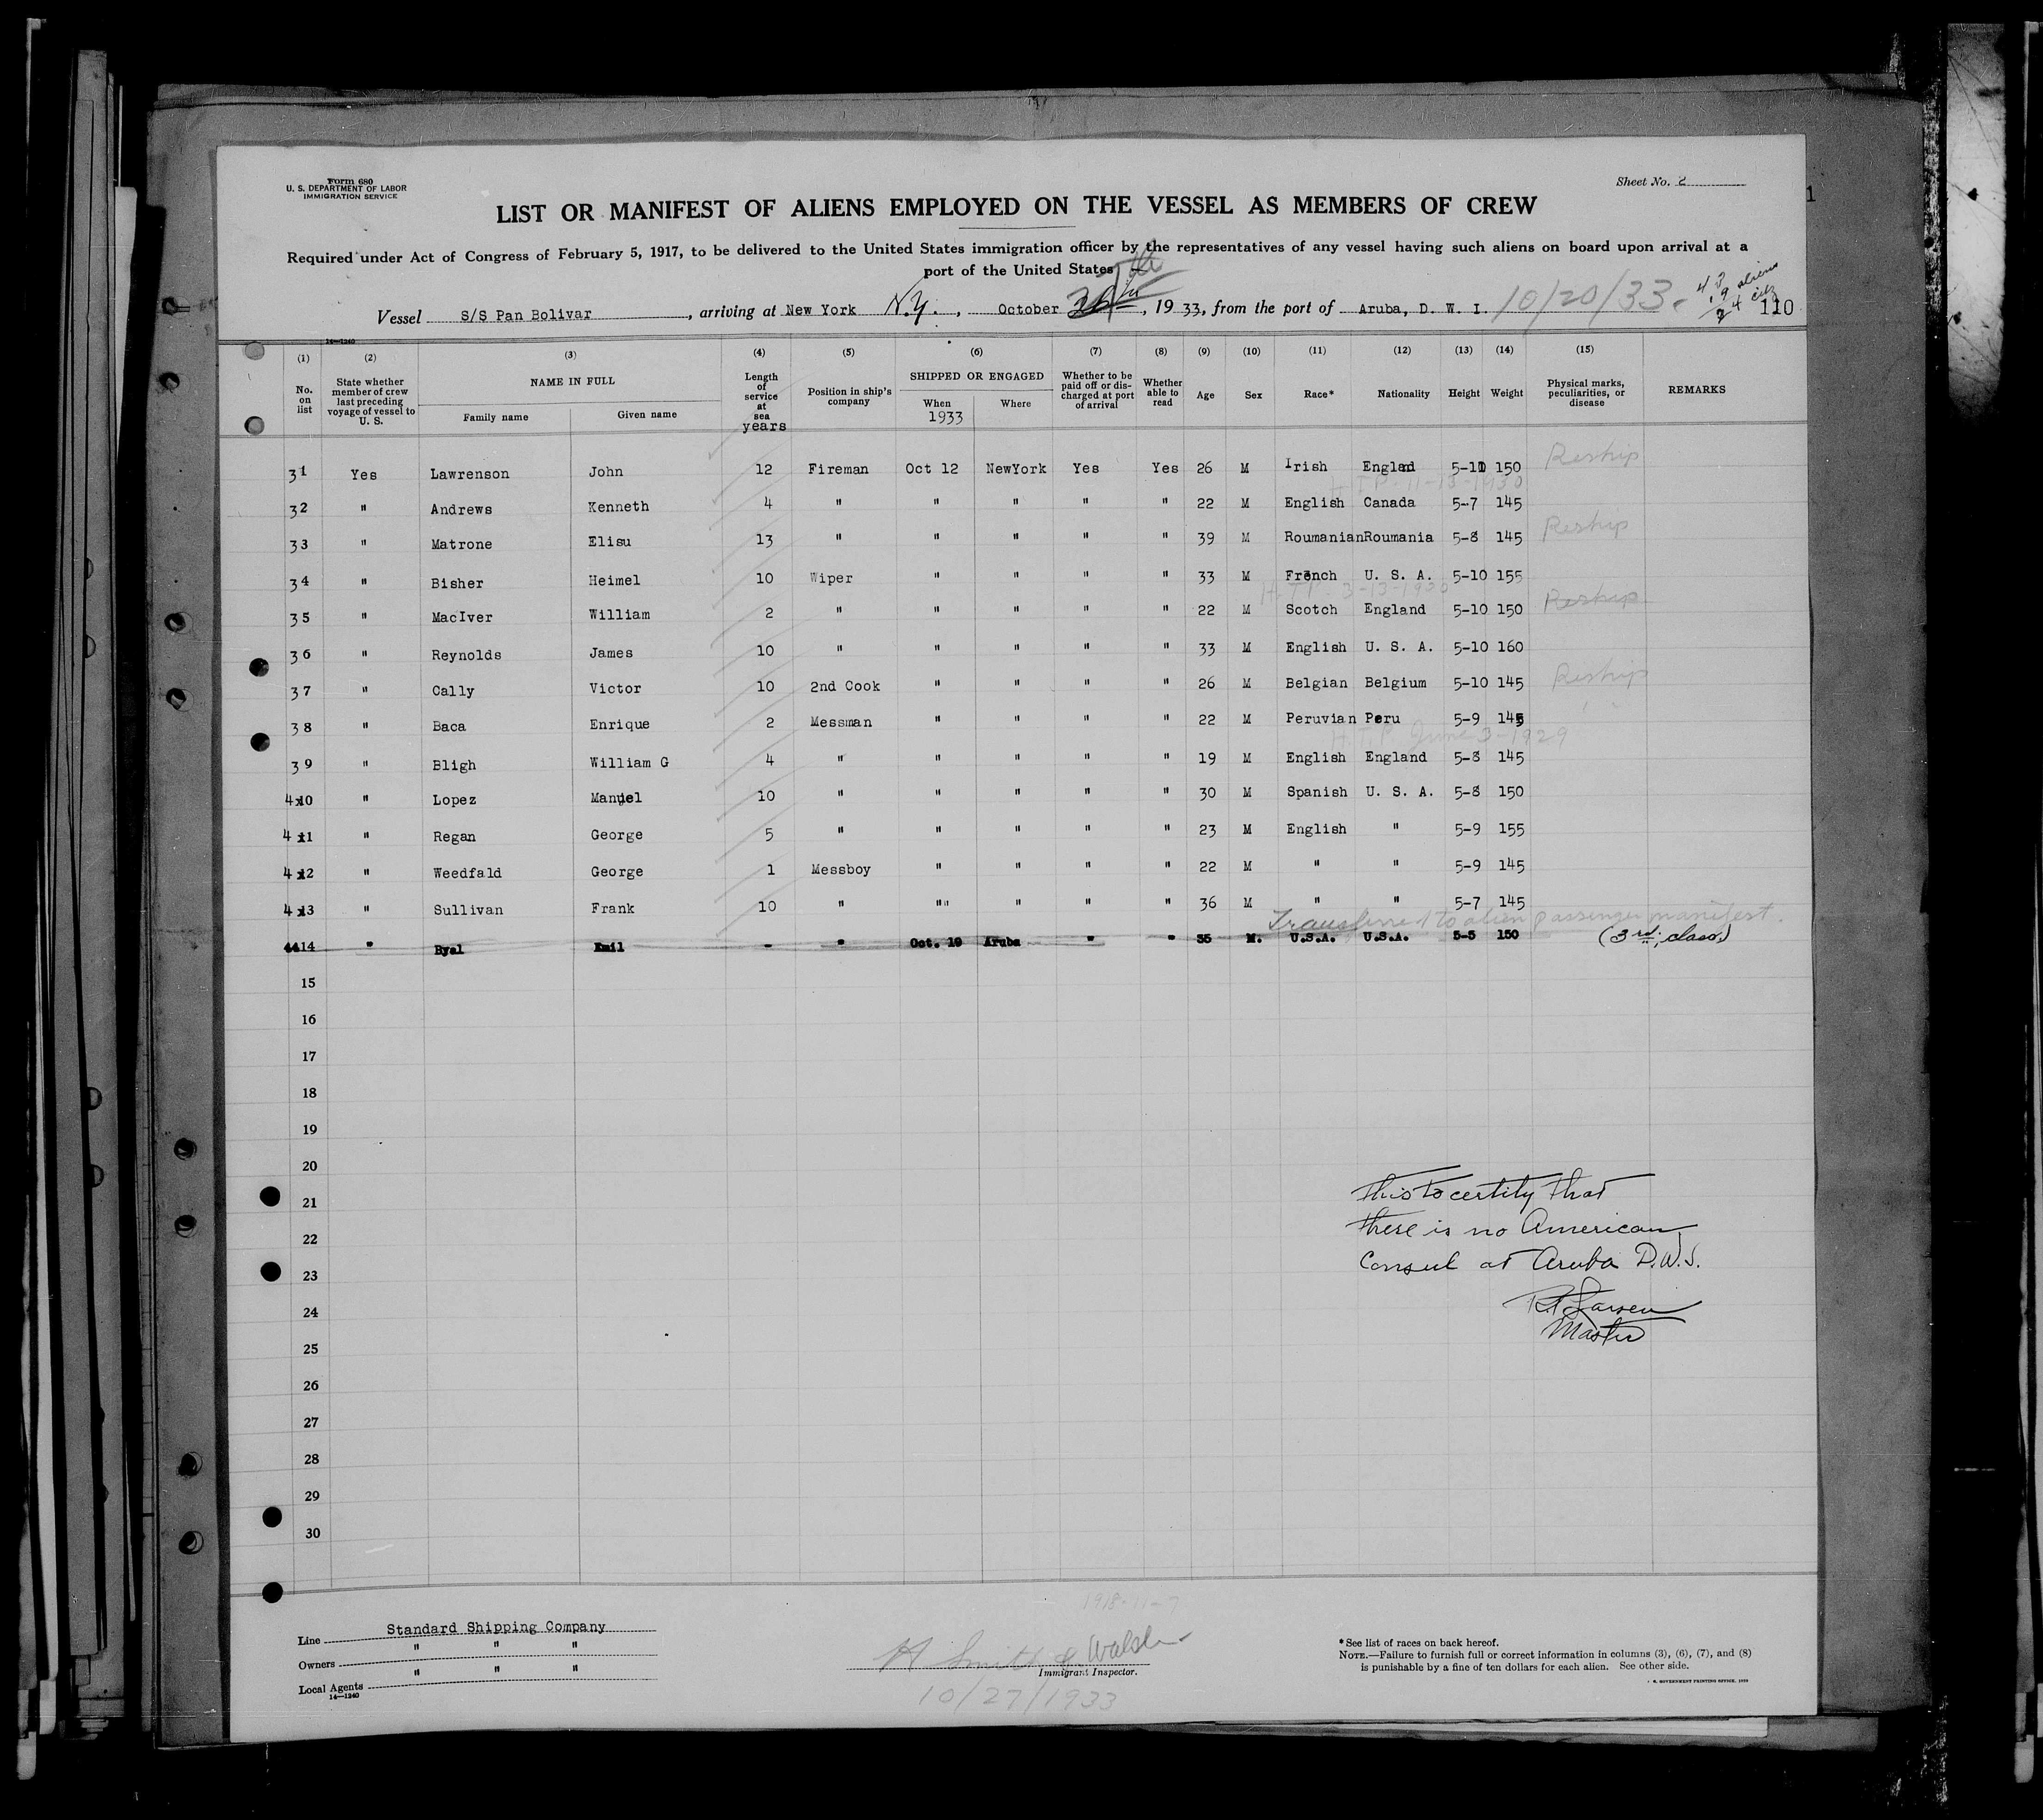 Form 680
U. S. DEPARTMENT OF LABOR
IMMIGRATION SERVICE
Sheet No. 2
LIST OR MANIFEST OF ALIENS EMPLOYED ON THE VESSEL AS MEMBERS OF CREW
Required under Act of Congress of February 5, 1917, to be delivered to the United States immigration officer by the representatives of any vessel having such aliens on board upon arrival at a
port of the United States
Vessel S/S Pan Bolivar, arriving at New York N.Y., October, 1933, from the port of Aruba, D. W. I. 10/20/33. 110
14—1240
(1) (2) (3) (4) (5) (6) (7) (8) (9) (10) (11) (12) (13) (14) (15)
No. on list
State whether member of crew last preceding voyage of vessel to U. S.
NAME IN FULL
Family name
Given name
Length of service at sea
years
Position in ship's company
SHIPPED OR ENGAGED
When
1933
Where
Whether to be paid off or discharged at port of arrival
Whether able to read
Age
Sex
Race*
Nationality
Height
Weight
Physical marks, peculiarities, or disease
REMARKS
31 Yes Lawrenson John 12 Fireman Oct 12 NewYork Yes Yes 26 M Irish England 5-11 150 Reship
32 " Andrews Kenneth 4 " " " " " 22 M English Canada 5-7 145
33 " Matrone Elisu 13 " " " " " 39 M Roumanian Roumania 5-8 145 Reship
34 " Bisher Heimel 10 Wiper " " " " 33 M French U. S. A. 5-10 155
35 " MacIver William 2 " " " " " 22 M Scotch England 5-10 150 Reship
36 " Reynolds James 10 " " " " " 33 M English U. S. A. 5-10 160
37 " Cally Victor 10 2nd Cook " " " " 26 M Belgian Belgium 5-10 145 Reship
38 " Baca Enrique 2 Messman " " " " 22 M Peruvian Peru 5-9 145
39 " Bligh William G 4 " " " " " 19 M English England 5-8 145
40 " Lopez Manuel 10 " " " " " 30 M Spanish U. S. A. 5-8 150
41 " Regan George 5 " " " " " 23 M English " 5-9 155
42 " Weedfald George 1 Messboy " " " " 22 M " " 5-9 145
43 " Sullivan Frank 10 " "" " " " 36 M " " 5-7 145
Transferred to alien passenger manifest.
44 " Byal Emil - " Oct. 19 Aruba " " 35 M. U.S.A. U.S.A. 5-5 150 (3rd. class)
15
16
17
18
19
20
21
22
23
24
25
26
27
28
29
30
This to certify that
there is no American
Consul at Aruba D.W.I.
Larsen
Master
Line Standard Shipping Company
Owners " " "
Local Agents " " "
14—1240
Immigrant Inspector.
10/27/1933
* See list of races on back hereof.
NOTE.—Failure to furnish full or correct information in columns (3), (6), (7), and (8)
is punishable by a fine of ten dollars for each alien. See other side.